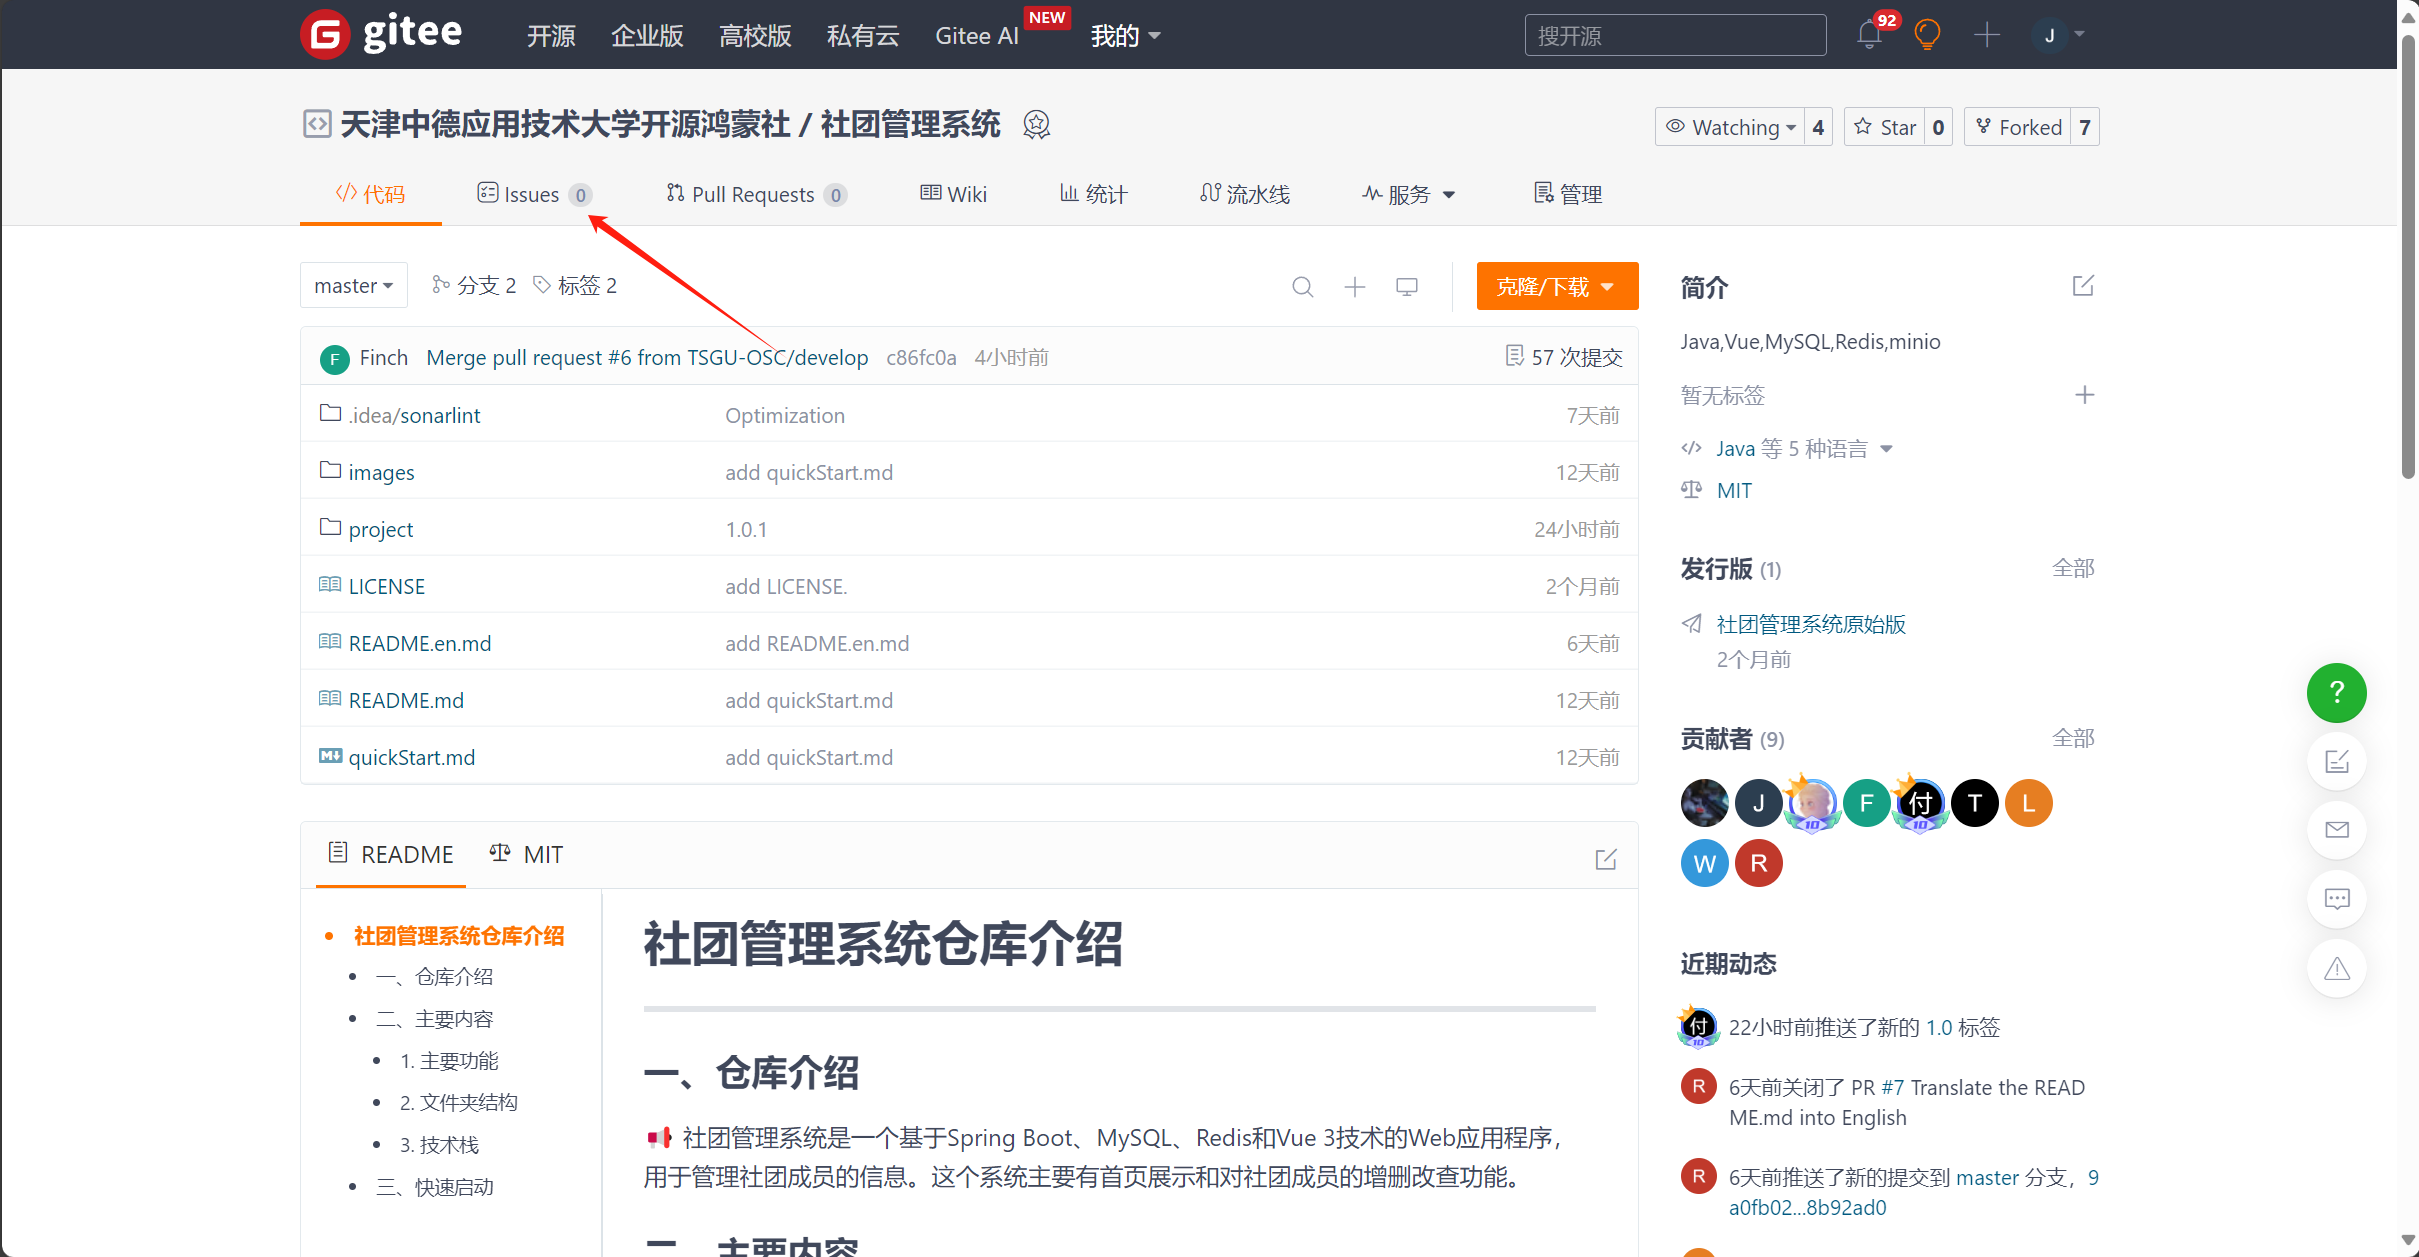 gitee
开源 企业版 高校版 私有云 Gitee AI NEW 我的
搜开源
92
J
天津中德应用技术大学开源鸿蒙社 / 社团管理系统
Watching 4 Star 0 Forked 7
代码 Issues 0 Pull Requests 0 Wiki 统计 流水线 服务 管理
master 分支 2 标签 2 克隆/下载
F Finch Merge pull request #6 from TSGU-OSC/develop c86fc0a 4小时前 57 次提交
.idea/sonarlint Optimization 7天前
images add quickStart.md 12天前
project 1.0.1 24小时前
LICENSE add LICENSE. 2个月前
README.en.md add README.en.md 6天前
README.md add quickStart.md 12天前
M quickStart.md add quickStart.md 12天前
README MIT
社团管理系统仓库介绍
一、仓库介绍
二、主要内容
1. 主要功能
2. 文件夹结构
3. 技术栈
三、快速启动
社团管理系统仓库介绍
一、仓库介绍
社团管理系统是一个基于Spring Boot、MySQL、Redis和Vue 3技术的Web应用程序，
用于管理社团成员的信息。这个系统主要有首页展示和对社团成员的增删改查功能。
二、主要内容
简介
Java,Vue,MySQL,Redis,minio
暂无标签
Java 等 5 种语言
MIT
发行版 (1) 全部
社团管理系统原始版
2个月前
贡献者 (9) 全部
J 10 F 付 10 T L
W R
近期动态
付 10 22小时前推送了新的 1.0 标签
R 6天前关闭了 PR #7 Translate the READ
ME.md into English
R 6天前推送了新的提交到 master 分支，9
a0fb02...8b92ad0
?